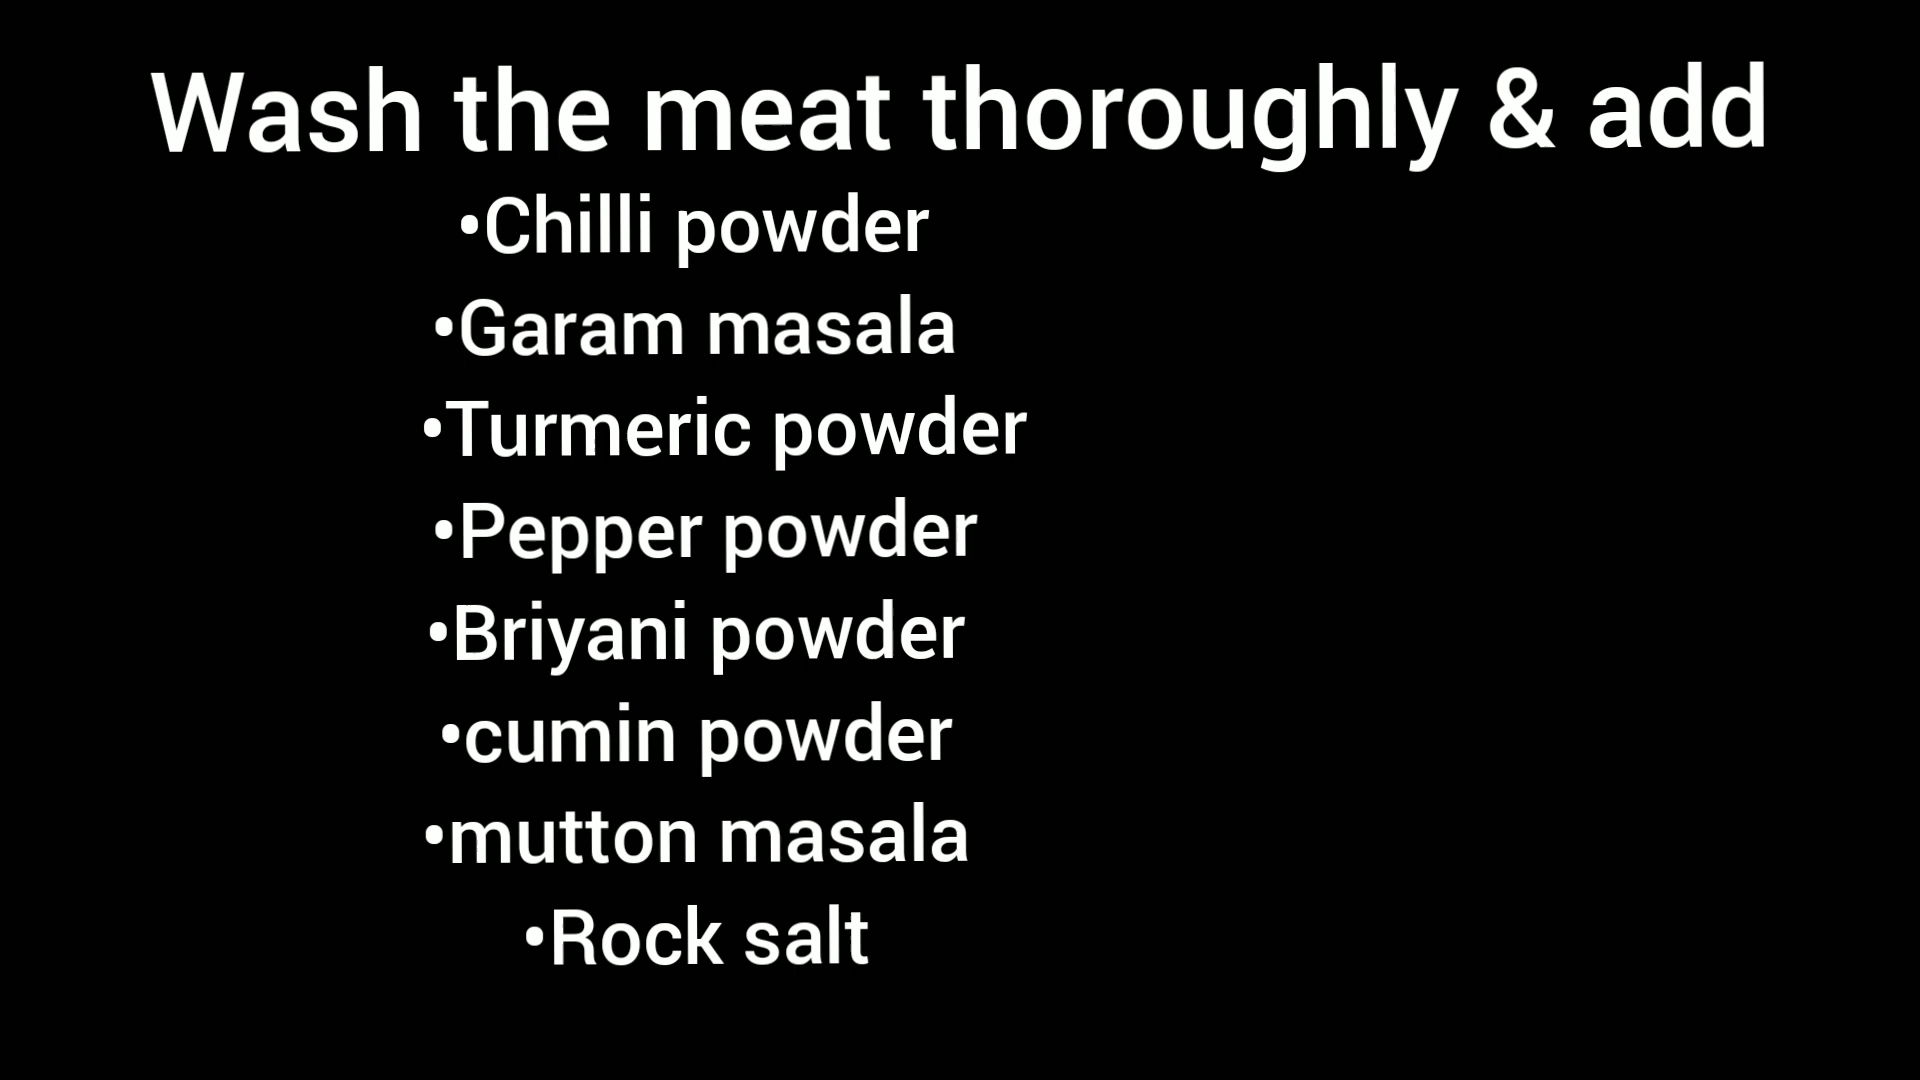 Wash the meat thoroughly & add
•Chilli powder
•Garam masala
•Turmeric powder
•Pepper powder
•Briyani powder
•cumin powder
•mutton masala
•Rock salt